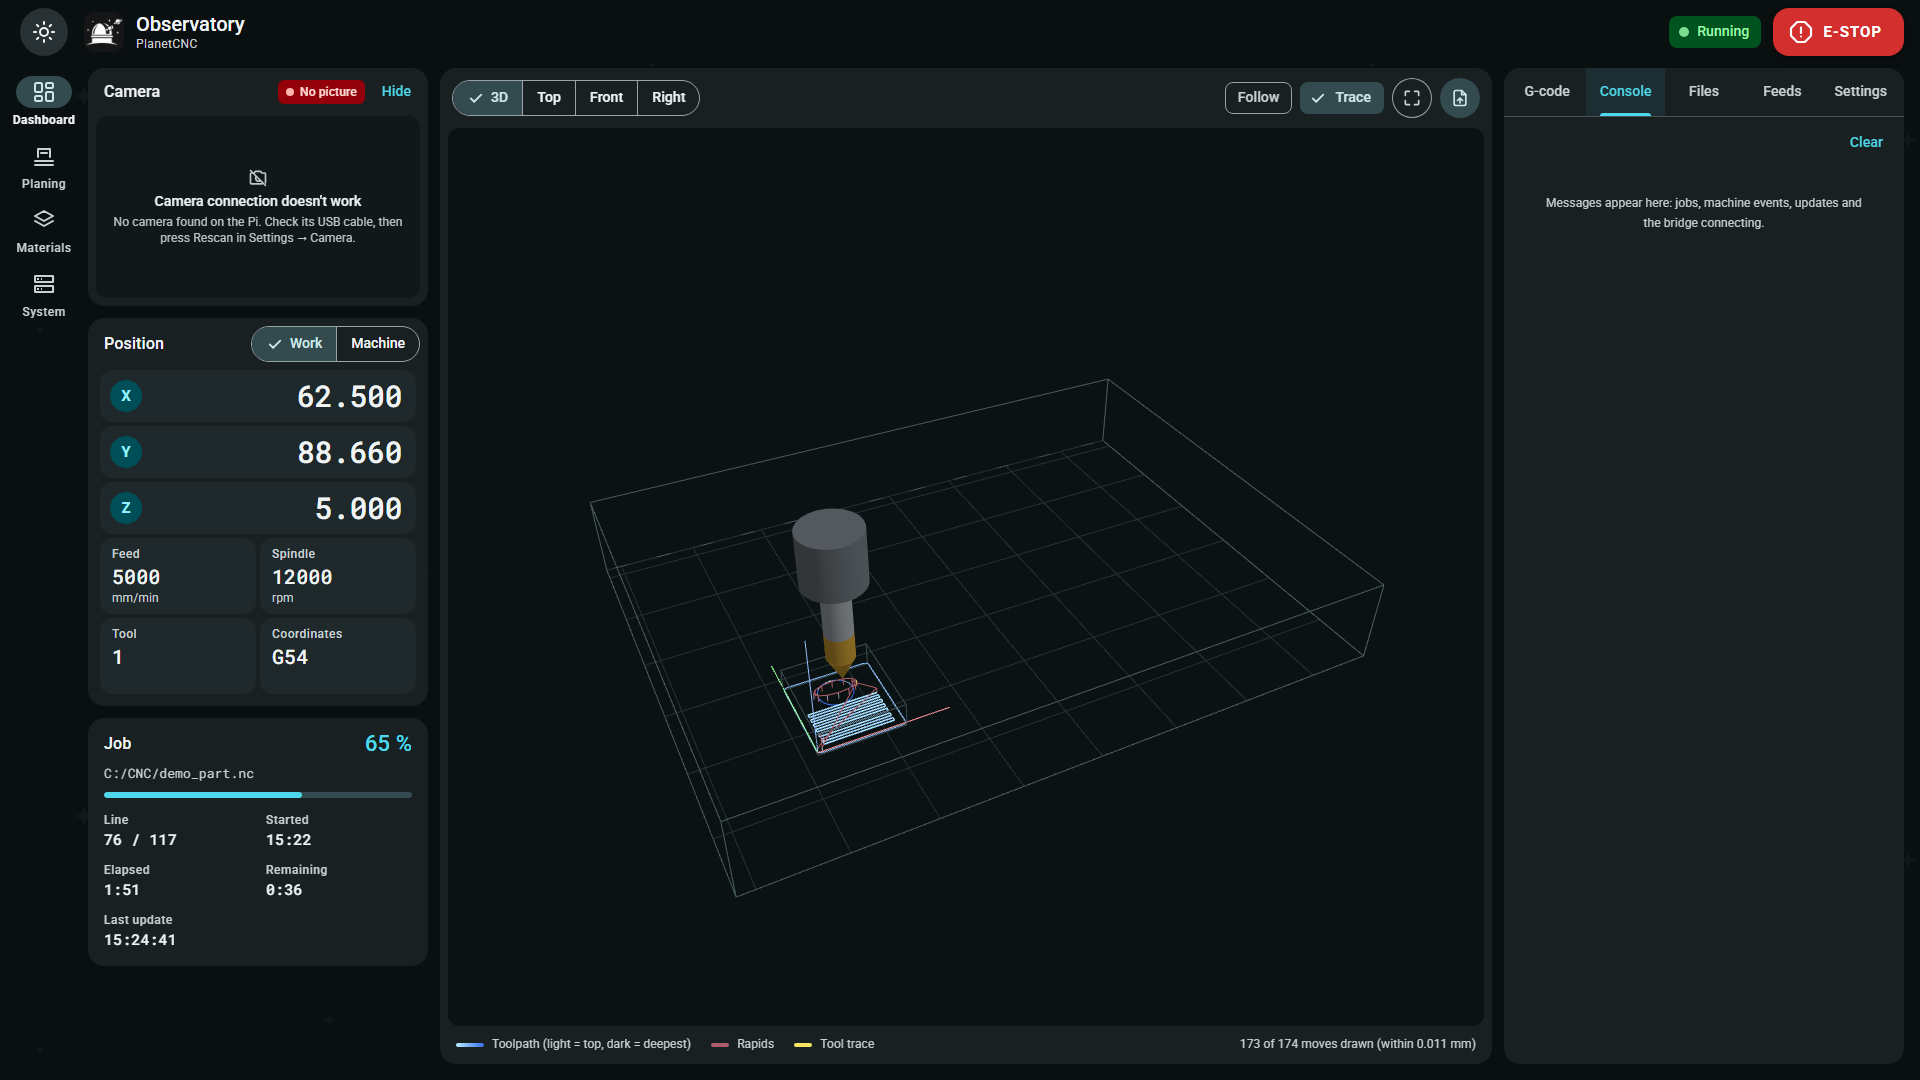 Observatory
PlanetCNC
Running
E-STOP
Dashboard
Planing
Materials
System
Camera
No picture
Hide
Camera connection doesn't work
No camera found on the Pi. Check its USB cable, then
press Rescan in Settings → Camera.
Position
Work
Machine
X
62.500
Y
88.660
Z
5.000
Feed
5000
mm/min
Spindle
12000
rpm
Tool
1
Coordinates
G54
Job
65 %
C:/CNC/demo_part.nc
Line
76 / 117
Started
15:22
Elapsed
1:51
Remaining
0:36
Last update
15:24:41
3D
Top
Front
Right
Follow
Trace
Toolpath (light = top, dark = deepest)
Rapids
Tool trace
173 of 174 moves drawn (within 0.011 mm)
G-code
Console
Files
Feeds
Settings
Clear
Messages appear here: jobs, machine events, updates and
the bridge connecting.